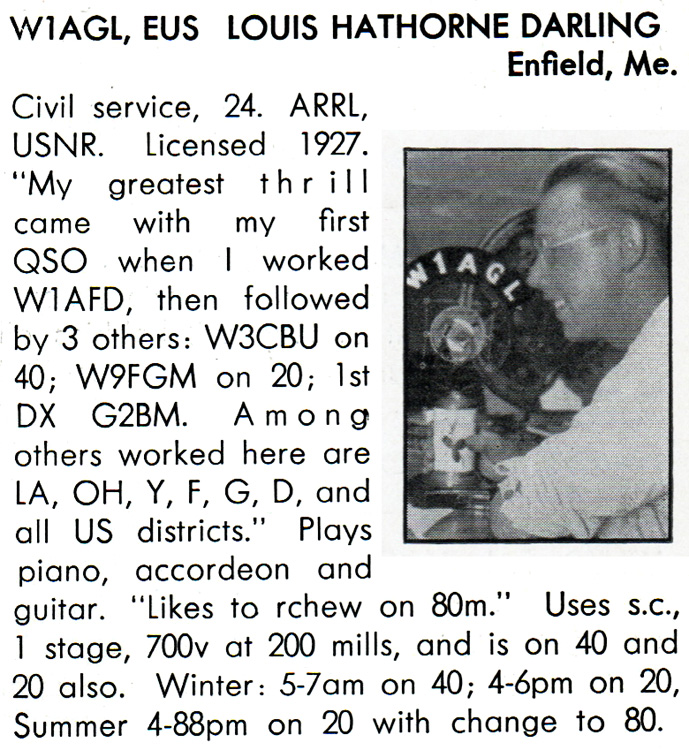 W1AGL, EUS LOUIS HATHORNE DARLING
Enfield, Me.
Civil service, 24. ARRL,
USNR. Licensed 1927.
"My greatest thrill
came with my first
QSO when I worked
W1AFD, then followed
by 3 others: W3CBU on
40; W9FGM on 20; 1st
DX G2BM. Among
others worked here are
LA, OH, Y, F, G, D, and
all US districts." Plays
piano, accordeon and
guitar. "Likes to rchew on 80m." Uses s.c.,
1 stage, 700v at 200 mills, and is on 40 and
20 also. Winter: 5-7am on 40; 4-6pm on 20,
Summer 4-88pm on 20 with change to 80.
W1AGL